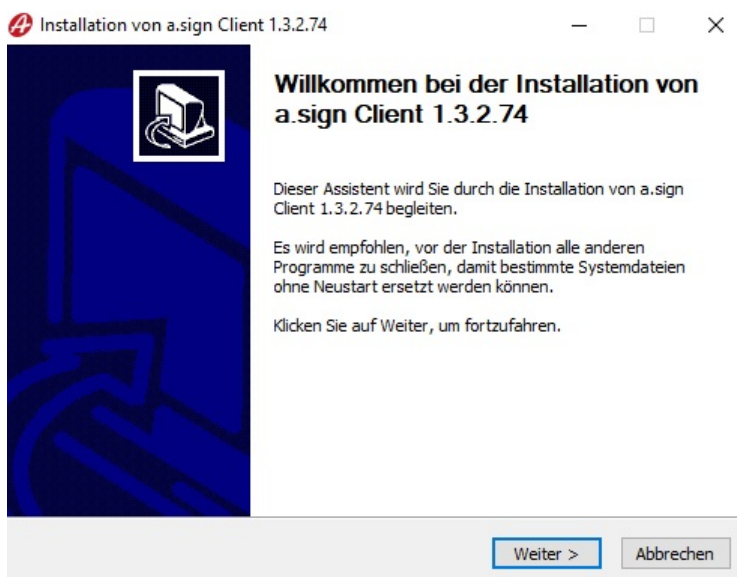 Installation von a.sign Client 1.3.2.74
Willkommen bei der Installation von
a.sign Client 1.3.2.74
Dieser Assistent wird Sie durch die Installation von a.sign
Client 1.3.2.74 begleiten.
Es wird empfohlen, vor der Installation alle anderen
Programme zu schließen, damit bestimmte Systemdateien
ohne Neustart ersetzt werden können.
Klicken Sie auf Weiter, um fortzufahren.
Weiter >
Abbrechen